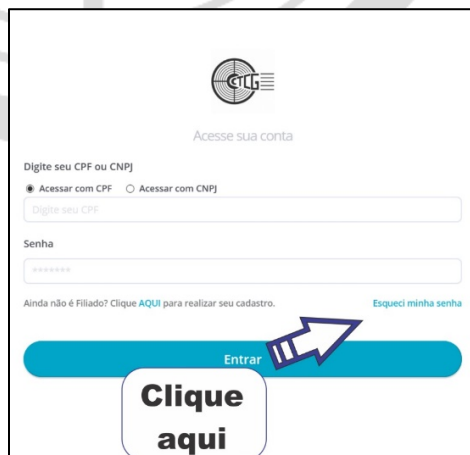 CTCG
Acesse sua conta
Digite seu CPF ou CNPJ
Acessar com CPF Acessar com CNPJ
Digite seu CPF
Senha
*******
Ainda não é Filiado? Clique AQUI para realizar seu cadastro. Esqueci minha senha
Entrar
Clique
aqui